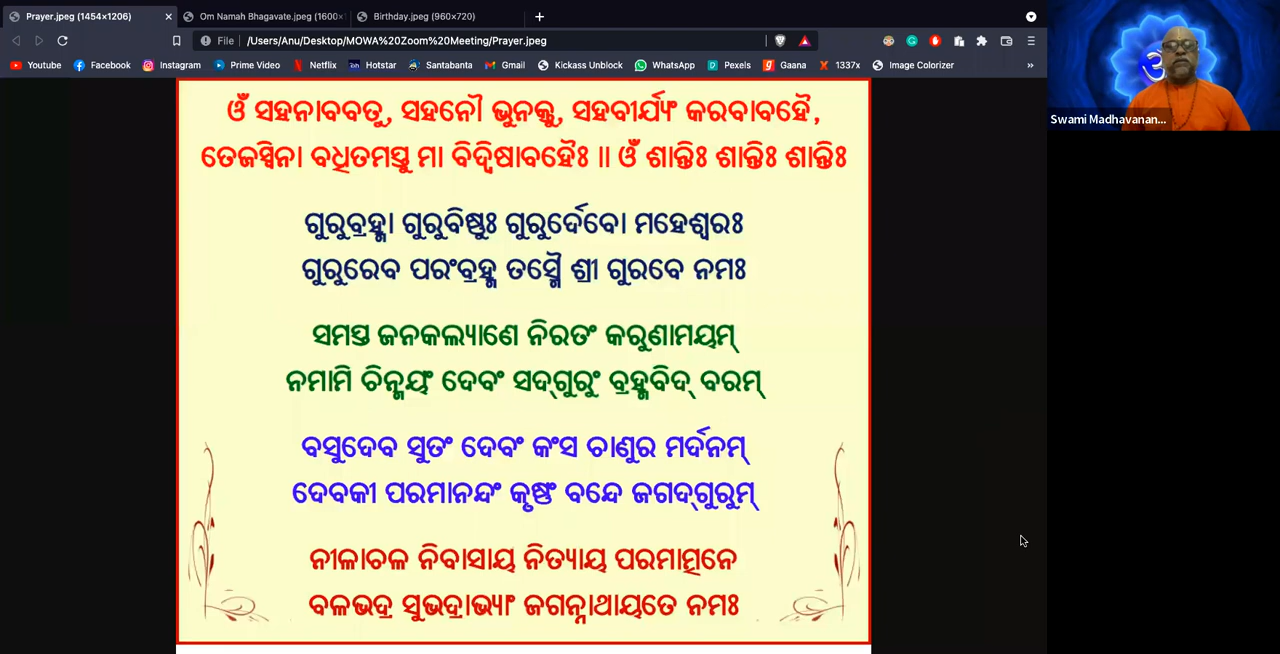 Prayer.jpeg (1454×1206)
Om Namah Bhagavate.jpeg (1600×
Birthday.jpeg (960×720)
File /Users/Anu/Desktop/MOWA%20Zoom%20Meeting/Prayer.jpeg
Youtube Facebook Instagram Prime Video Netflix Hotstar Santabanta Gmail Kickass Unblock WhatsApp Pexels Gaana 1337x Image Colorizer
Swami Madhavanan...
ଓଁ ସହନାବବତୁ, ସହନୌ ଭୁନକ୍ତୁ, ସହବୀର୍ଯ୍ୟଂ କରବାବହୈ,
ତେଜସ୍ୱିନା ବଧିତମସ୍ତୁ ମା ବିଦ୍ୱିଷାବହୈଃ ॥ ଓଁ ଶାନ୍ତିଃ ଶାନ୍ତିଃ ଶାନ୍ତିଃ
ଗୁରୁବ୍ରହ୍ମା ଗୁରୁବିଷ୍ଣୁଃ ଗୁରୁର୍ଦେବୋ ମହେଶ୍ୱରଃ
ଗୁରୁରେବ ପରଂବ୍ରହ୍ମ ତସ୍ମୈ ଶ୍ରୀ ଗୁରବେ ନମଃ
ସମସ୍ତ ଜନକଲ୍ୟାଣେ ନିରତଂ କରୁଣାମୟମ୍
ନମାମି ଚିନ୍ମୟଂ ଦେବଂ ସଦ୍‌ଗୁରୁଂ ବ୍ରହ୍ମବିଦ୍ ବରମ୍
ବସୁଦେବ ସୁତଂ ଦେବଂ କଂସ ଚାଣୁର ମର୍ଦନମ୍
ଦେବକୀ ପରମାନନ୍ଦଂ କୃଷ୍ଣଂ ବନ୍ଦେ ଜଗଦ୍‌ଗୁରୁମ୍
ନୀଳାଚଳ ନିବାସାୟ ନିତ୍ୟାୟ ପରମାତ୍ମନେ
ବଳଭଦ୍ର ସୁଭଦ୍ରାଭ୍ୟାଂ ଜଗନ୍ନାଥାୟତେ ନମଃ